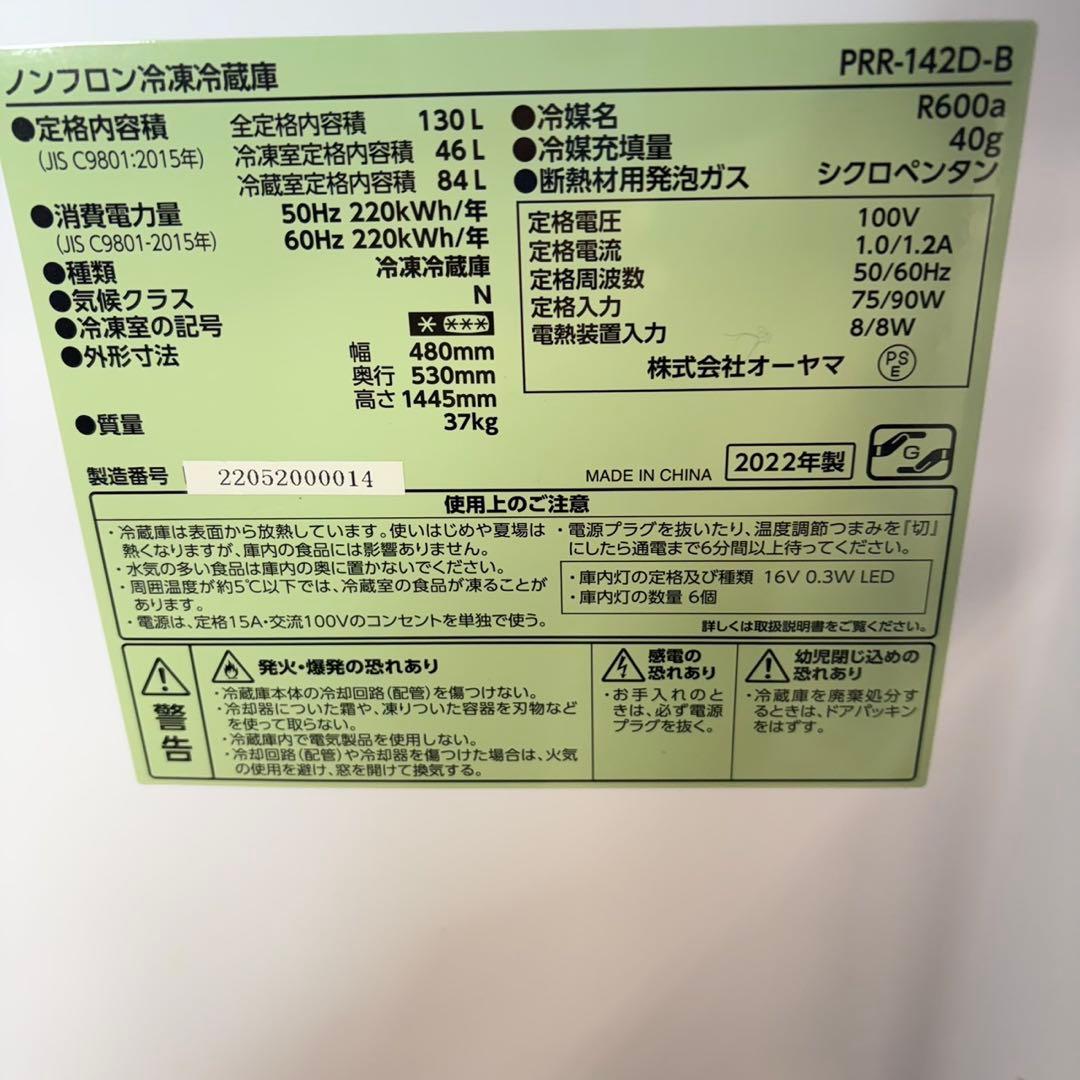 ノンフロン冷凍冷蔵庫
PRR-142D-B
●定格内容積 全定格内容積 130L
(JIS C9801:2015年) 冷凍室定格内容積 46L
冷蔵室定格内容積 84L
●消費電力量 50Hz 220kWh/年
(JIS C9801-2015年) 60Hz 220kWh/年
●種類 冷凍冷蔵庫
●気候クラス N
●冷凍室の記号 * ***
●外形寸法 幅 480mm
奥行 530mm
高さ 1445mm
●質量 37kg
●冷媒名 R600a
●冷媒充填量 40g
●断熱材用発泡ガス シクロペンタン
定格電圧 100V
定格電流 1.0/1.2A
定格周波数 50/60Hz
定格入力 75/90W
電熱装置入力 8/8W
株式会社オーヤマ PSE
製造番号 22052000014
MADE IN CHINA 2022年製 G
使用上のご注意
・冷蔵庫は表面から放熱しています。使いはじめや夏場は
熱くなりますが、庫内の食品には影響ありません。
・水気の多い食品は庫内の奥に置かないでください。
・周囲温度が約5℃以下では、冷蔵室の食品が凍ることが
あります。
・電源は、定格15A・交流100Vのコンセントを単独で使う。
・電源プラグを抜いたり、温度調節つまみを『切』
にしたら通電まで6分間以上待ってください。
・庫内灯の定格及び種類 16V 0.3W LED
・庫内灯の数量 6個
詳しくは取扱説明書をご覧ください。
警告
発火・爆発の恐れあり
・冷蔵庫本体の冷却回路(配管)を傷つけない。
・冷却器についた霜や、凍りついた容器を刃物など
を使って取らない。
・冷蔵庫内で電気製品を使用しない。
・冷却回路(配管)や冷却器を傷つけた場合は、火気
の使用を避け、窓を開けて換気する。
感電の
恐れあり
・お手入れのと
きは、必ず電源
プラグを抜く。
幼児閉じ込めの
恐れあり
・冷蔵庫を廃棄処分す
るときは、ドアパッキン
をはずす。